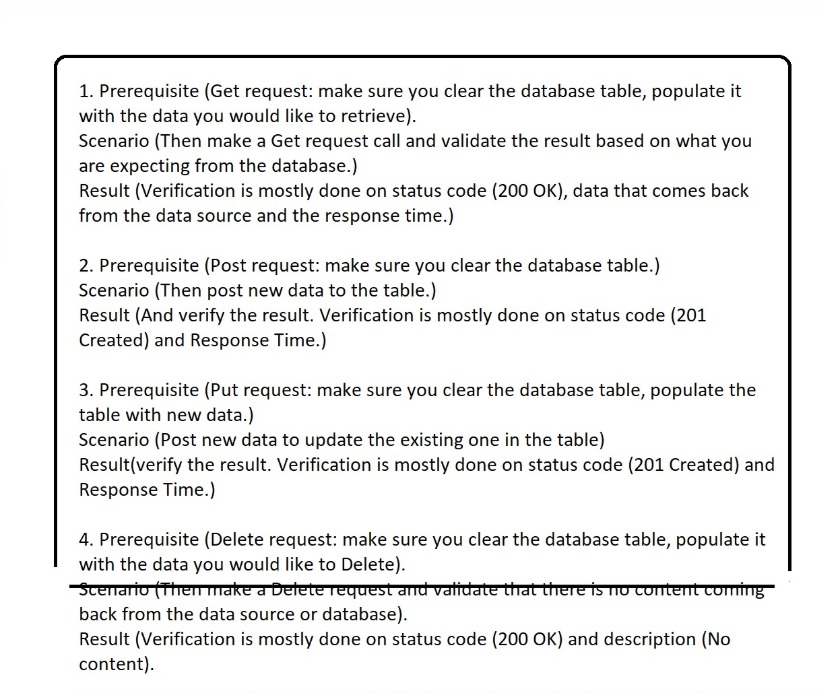 1. Prerequisite (Get request: make sure you clear the database table, populate it
with the data you would like to retrieve).
Scenario (Then make a Get request call and validate the result based on what you
are expecting from the database.)
Result (Verification is mostly done on status code (200 OK), data that comes back
from the data source and the response time.)
2. Prerequisite (Post request: make sure you clear the database table.)
Scenario (Then post new data to the table.)
Result (And verify the result. Verification is mostly done on status code (201
Created) and Response Time.)
3. Prerequisite (Put request: make sure you clear the database table, populate the
table with new data.)
Scenario (Post new data to update the existing one in the table)
Result(verify the result. Verification is mostly done on status code (201 Created) and
Response Time.)
4. Prerequisite (Delete request: make sure you clear the database table, populate it
with the data you would like to Delete).
Scenario (Then make a Delete request and validate that there is no content coming
back from the data source or database).
Result (Verification is mostly done on status code (200 OK) and description (No
content).